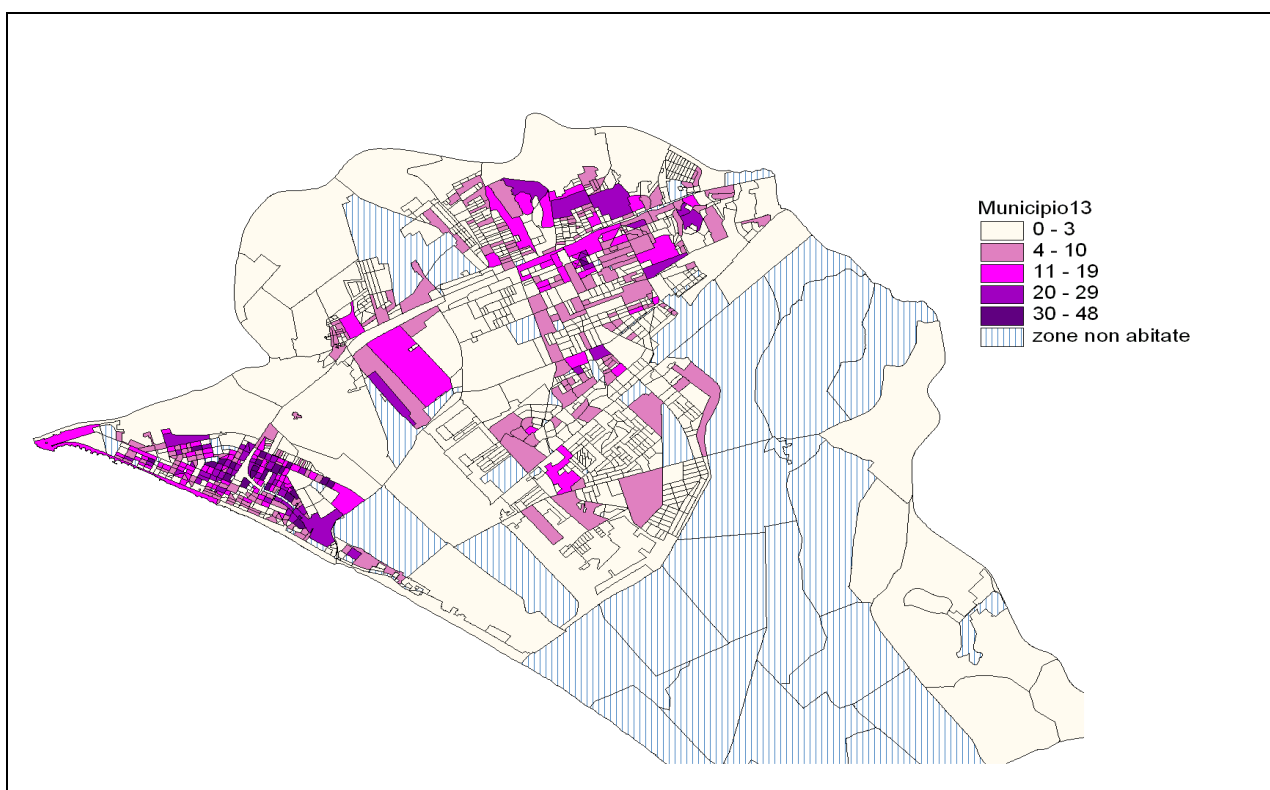 Municipio13
0 - 3
4 - 10
11 - 19
20 - 29
30 - 48
zone non abitate